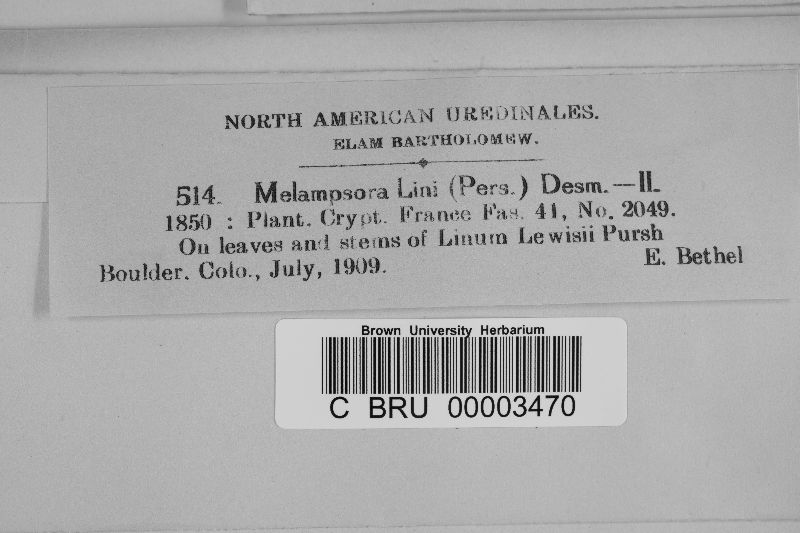 NORTH AMERICAN UREDINALES.
ELAM BARTHOLOMEW.
514. Melampsora Lini (Pers.) Desm.—II.
1850 : Plant. Crypt. France Fas. 41, No. 2049.
On leaves and stems of Linum Lewisii Pursh
Boulder. Colo., July, 1909. E. Bethel
Brown University Herbarium
C BRU 00003470